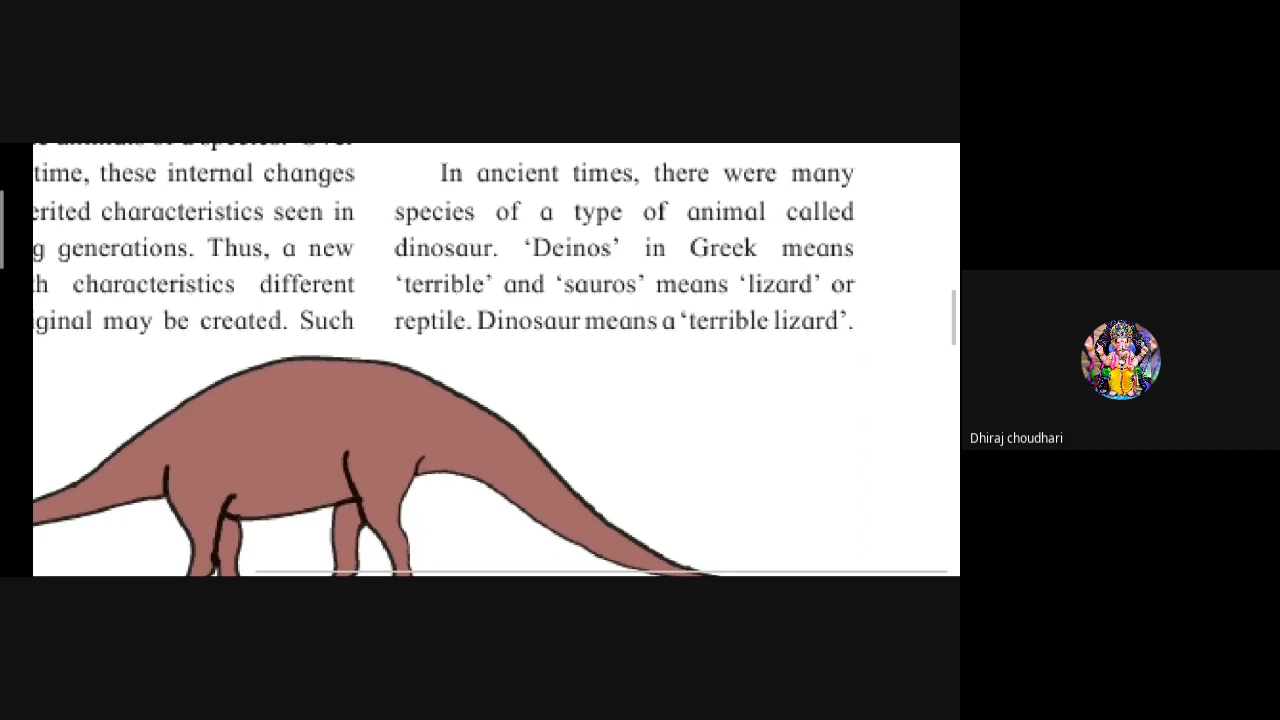 time, these internal changes
characteristics seen in
generations. Thus, a new
characteristics different
may be created. Such
In ancient times, there were many
species of a type of animal called
dinosaur. ‘Deinos’ in Greek means
‘terrible’ and ‘sauros’ means ‘lizard’ or
reptile. Dinosaur means a ‘terrible lizard’.
Dhiraj choudhari